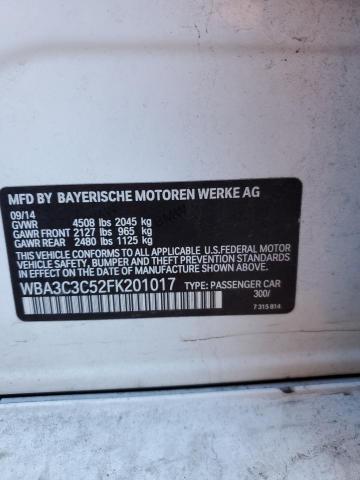 MFD BY BAYERISCHE MOTOREN WERKE AG
09/14
GVWR 4508 lbs 2045 kg
GAWR FRONT 2127 lbs 965 kg
GAWR REAR 2480 lbs 1125 kg
THIS VEHICLE CONFORMS TO ALL APPLICABLE U.S. FEDERAL MOTOR
VEHICLE SAFETY, BUMPER, AND THEFT PREVENTION STANDARDS
IN EFFECT ON THE DATE OF MANUFACTURE SHOWN ABOVE.
WBA3C3C52FK201017 TYPE: PASSENGER CAR
300/
7 315 814